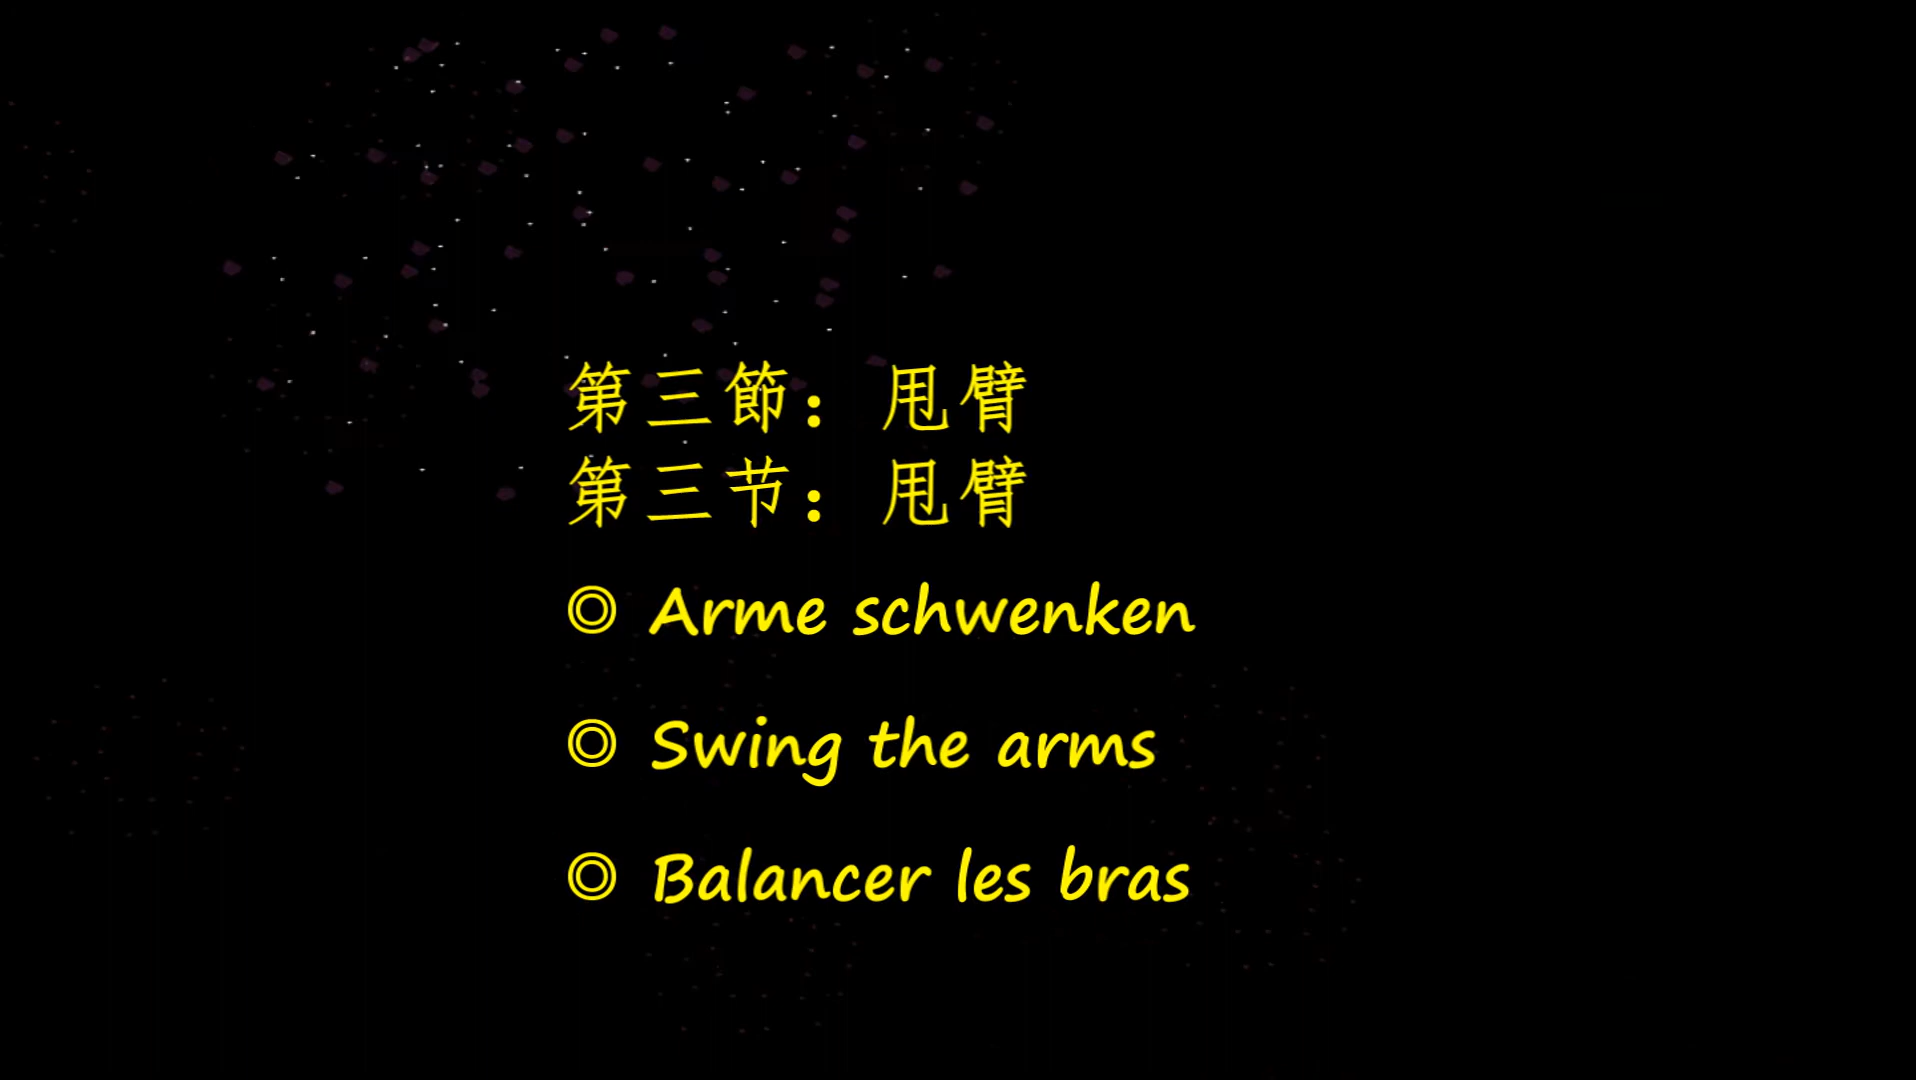 第三節：甩臂
第三节：甩臂
◎ Arme schwenken
◎ Swing the arms
◎ Balancer les bras